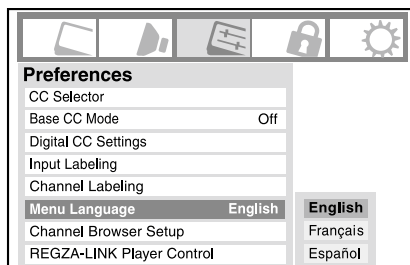 Preferences
CC Selector
Base CC Mode Off
Digital CC Settings
Input Labeling
Channel Labeling
Menu Language English English
Channel Browser Setup Français
REGZA-LINK Player Control Español